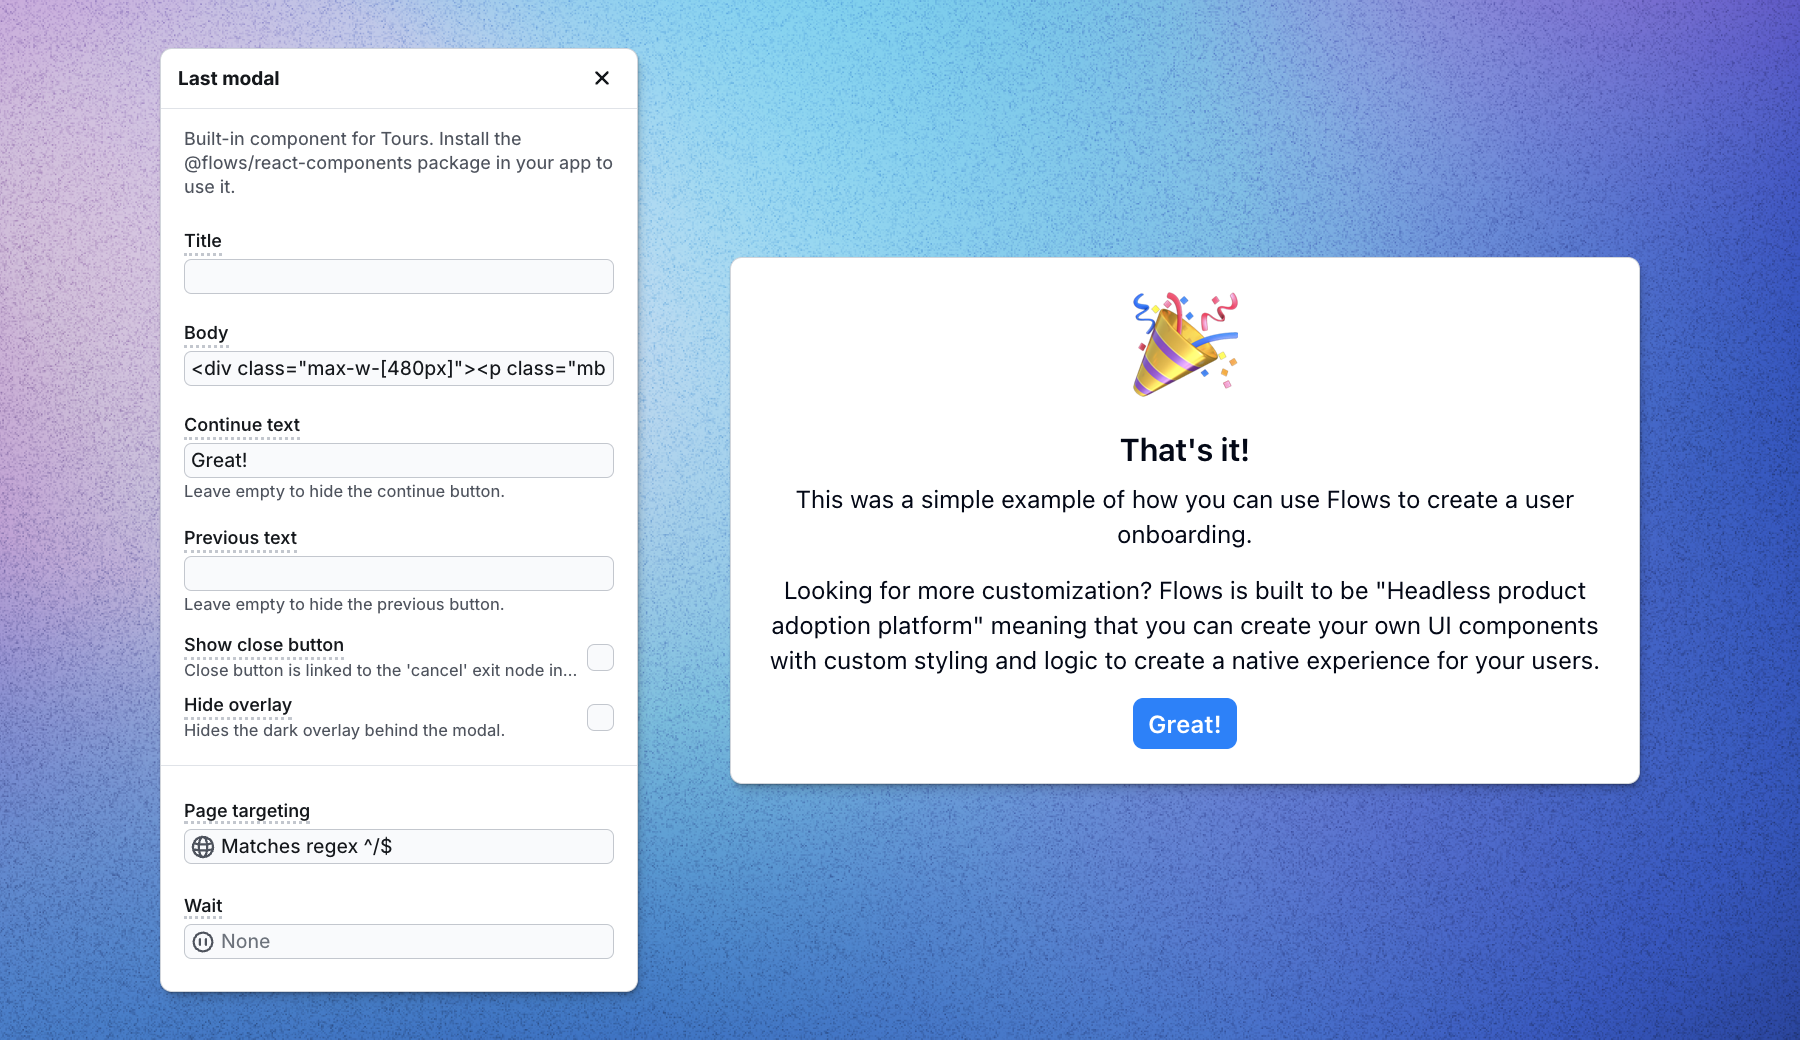 Last modal
Built-in component for Tours. Install the
@flows/react-components package in your app to
use it.
Title
Body
<div class="max-w-[480px]"><p class="mb
Continue text
Great!
Leave empty to hide the continue button.
Previous text
Leave empty to hide the previous button.
Show close button
Close button is linked to the 'cancel' exit node in...
Hide overlay
Hides the dark overlay behind the modal.
Page targeting
Matches regex ^/$
Wait
None
That's it!
This was a simple example of how you can use Flows to create a user
onboarding.
Looking for more customization? Flows is built to be "Headless product
adoption platform" meaning that you can create your own UI components
with custom styling and logic to create a native experience for your users.
Great!